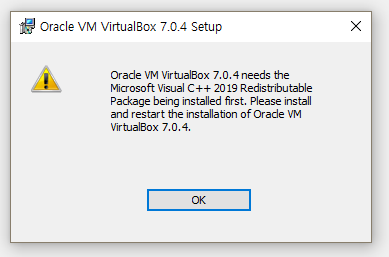 Oracle VM VirtualBox 7.0.4 Setup
Oracle VM VirtualBox 7.0.4 needs the
Microsoft Visual C++ 2019 Redistributable
Package being installed first. Please install
and restart the installation of Oracle VM
VirtualBox 7.0.4.
OK